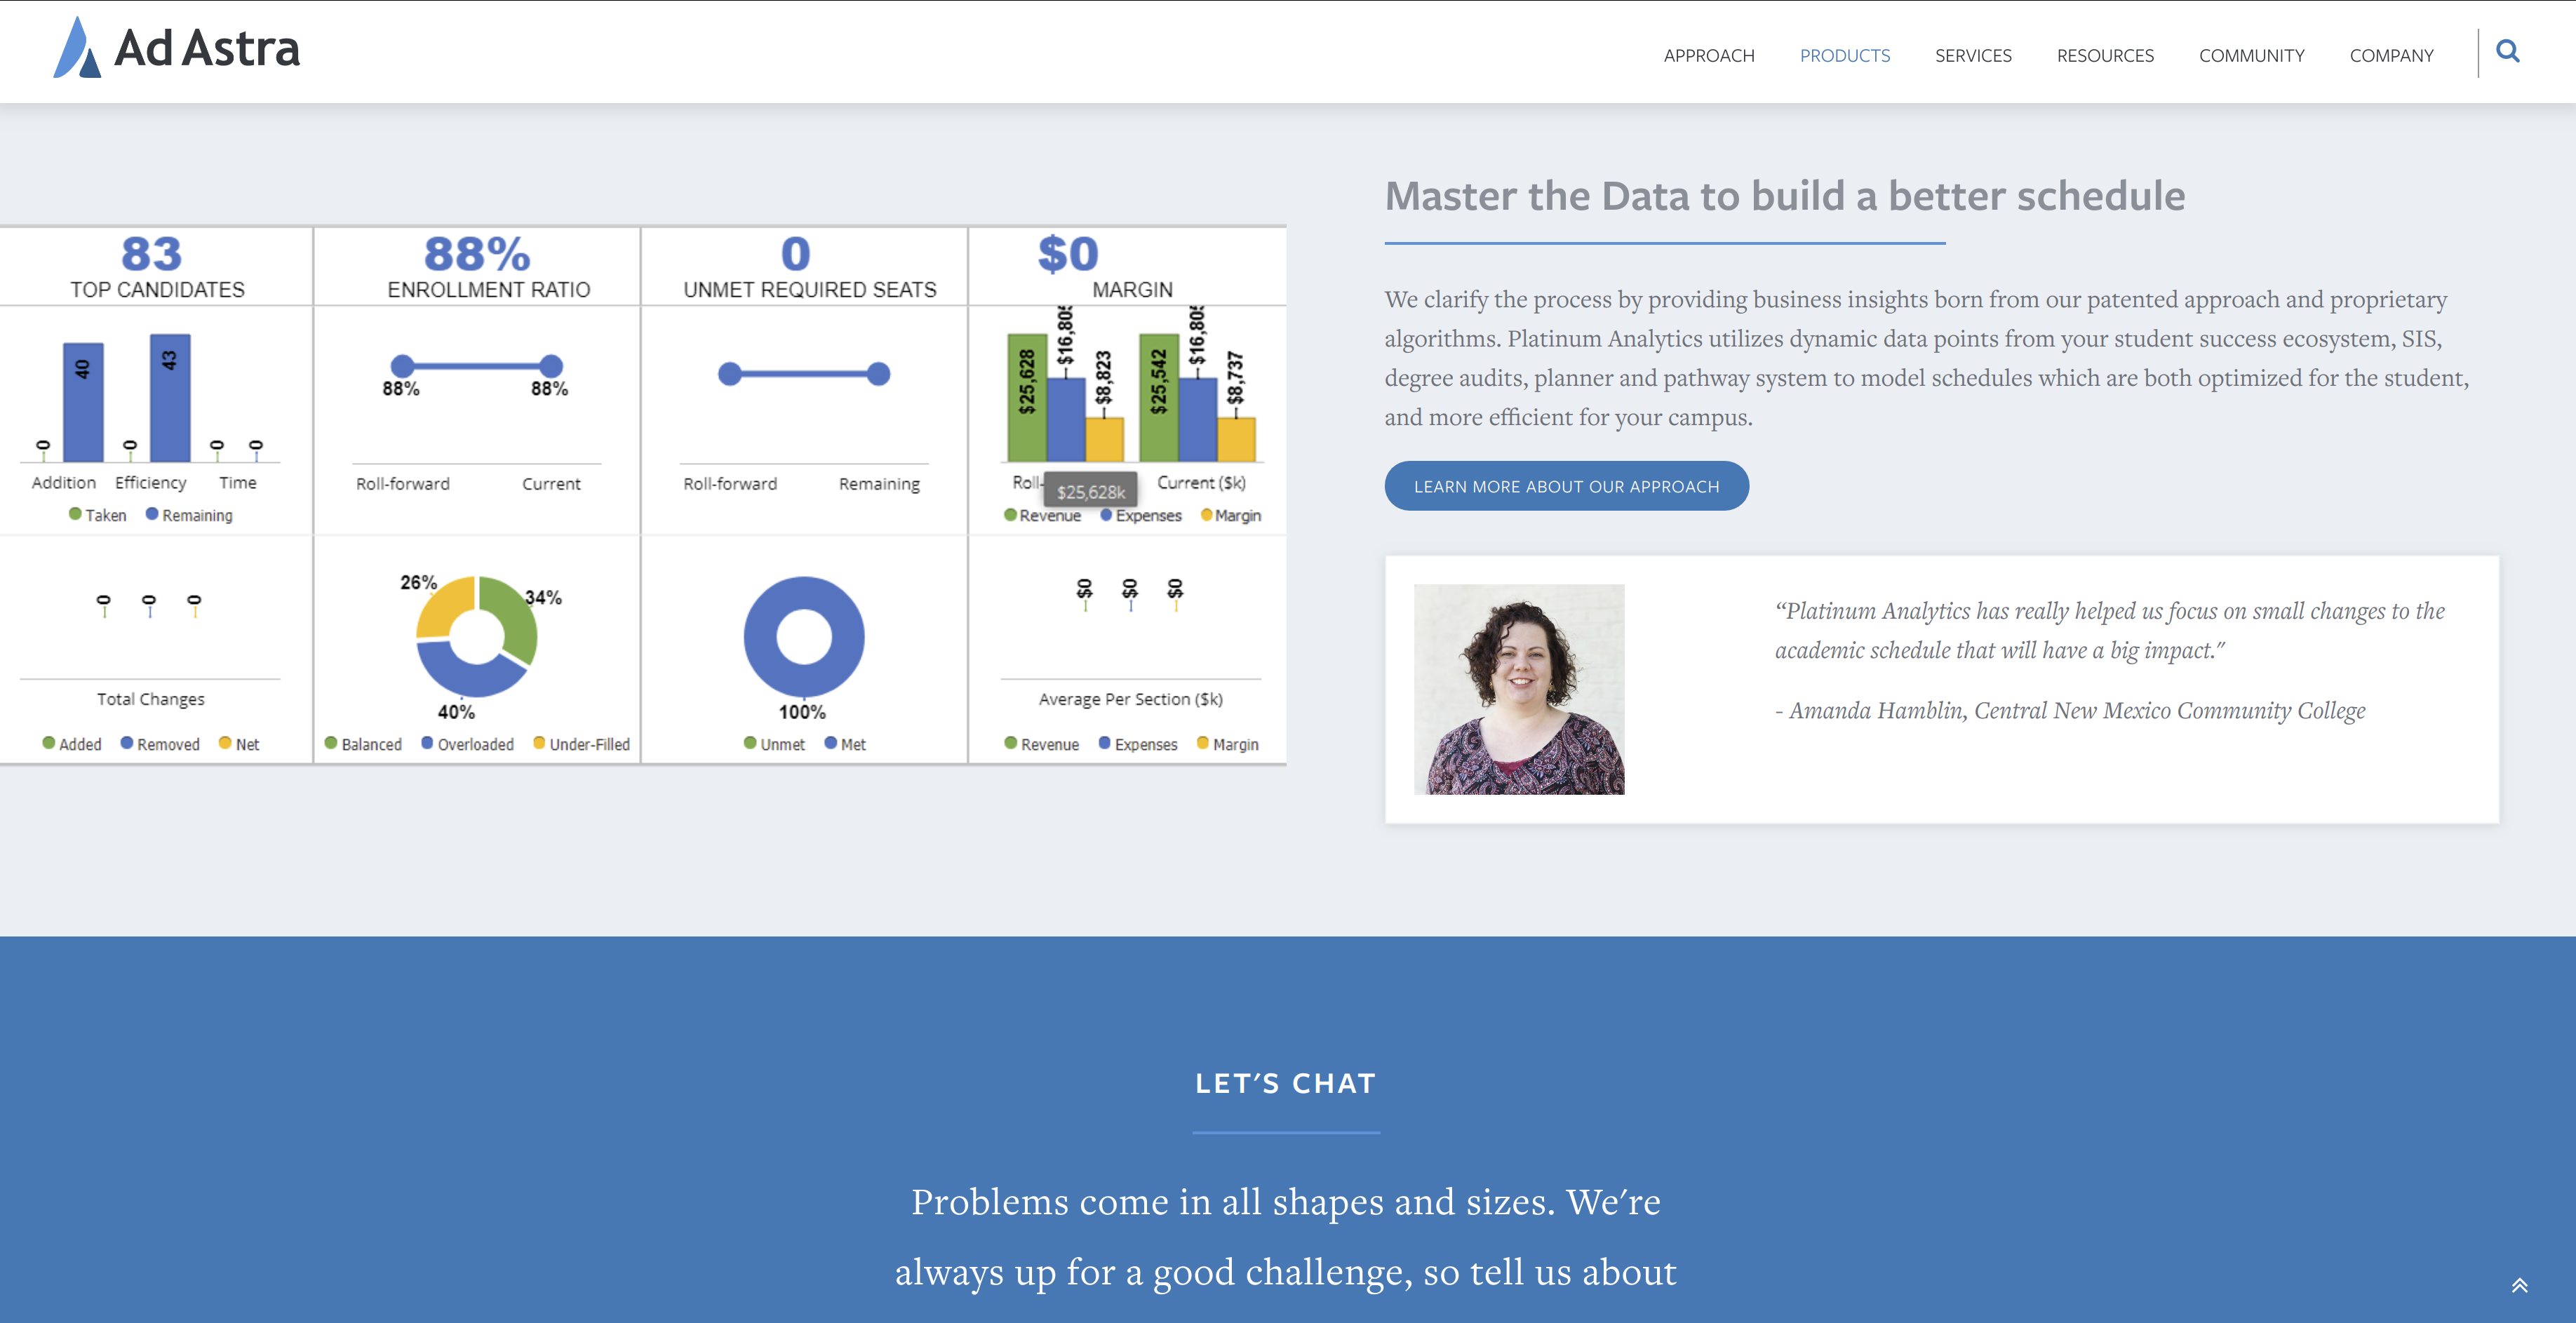 Ad Astra
APPROACH PRODUCTS SERVICES RESOURCES COMMUNITY COMPANY
83
TOP CANDIDATES
88%
ENROLLMENT RATIO
0
UNMET REQUIRED SEATS
$0
MARGIN
0 40 0 43 0 0
Addition Efficiency Time
Taken Remaining
88% 88%
Roll-forward Current
Roll-forward Remaining
$25,628 $8,823 $25,542 $8,737
Roll- Current ($k)
$25,628k
Revenue Expenses Margin
0 0 0
Total Changes
Added Removed Net
26% 34%
40%
Balanced Overloaded Under-Filled
100%
Unmet Met
$0 $0 $0
Average Per Section ($k)
Revenue Expenses Margin
Master the Data to build a better schedule
We clarify the process by providing business insights born from our patented approach and proprietary
algorithms. Platinum Analytics utilizes dynamic data points from your student success ecosystem, SIS,
degree audits, planner and pathway system to model schedules which are both optimized for the student,
and more efficient for your campus.
LEARN MORE ABOUT OUR APPROACH
“Platinum Analytics has really helped us focus on small changes to the
academic schedule that will have a big impact.”
- Amanda Hamblin, Central New Mexico Community College
LET'S CHAT
Problems come in all shapes and sizes. We're
always up for a good challenge, so tell us about